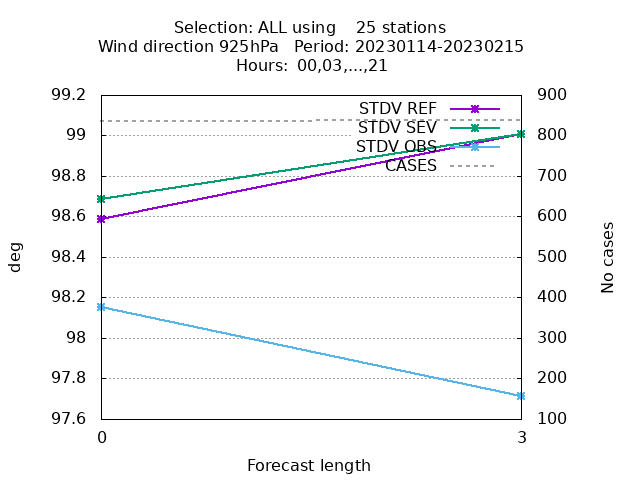 Selection: ALL using    25 stations
Wind direction 925hPa   Period: 20230114-20230215
Hours:  00,03,...,21
99.2
99
98.8
98.6
98.4
98.2
98
97.8
97.6
900
800
700
600
500
400
300
200
100
STDV REF
STDV SEV
STDV OBS
CASES
deg
No cases
0
3
Forecast length